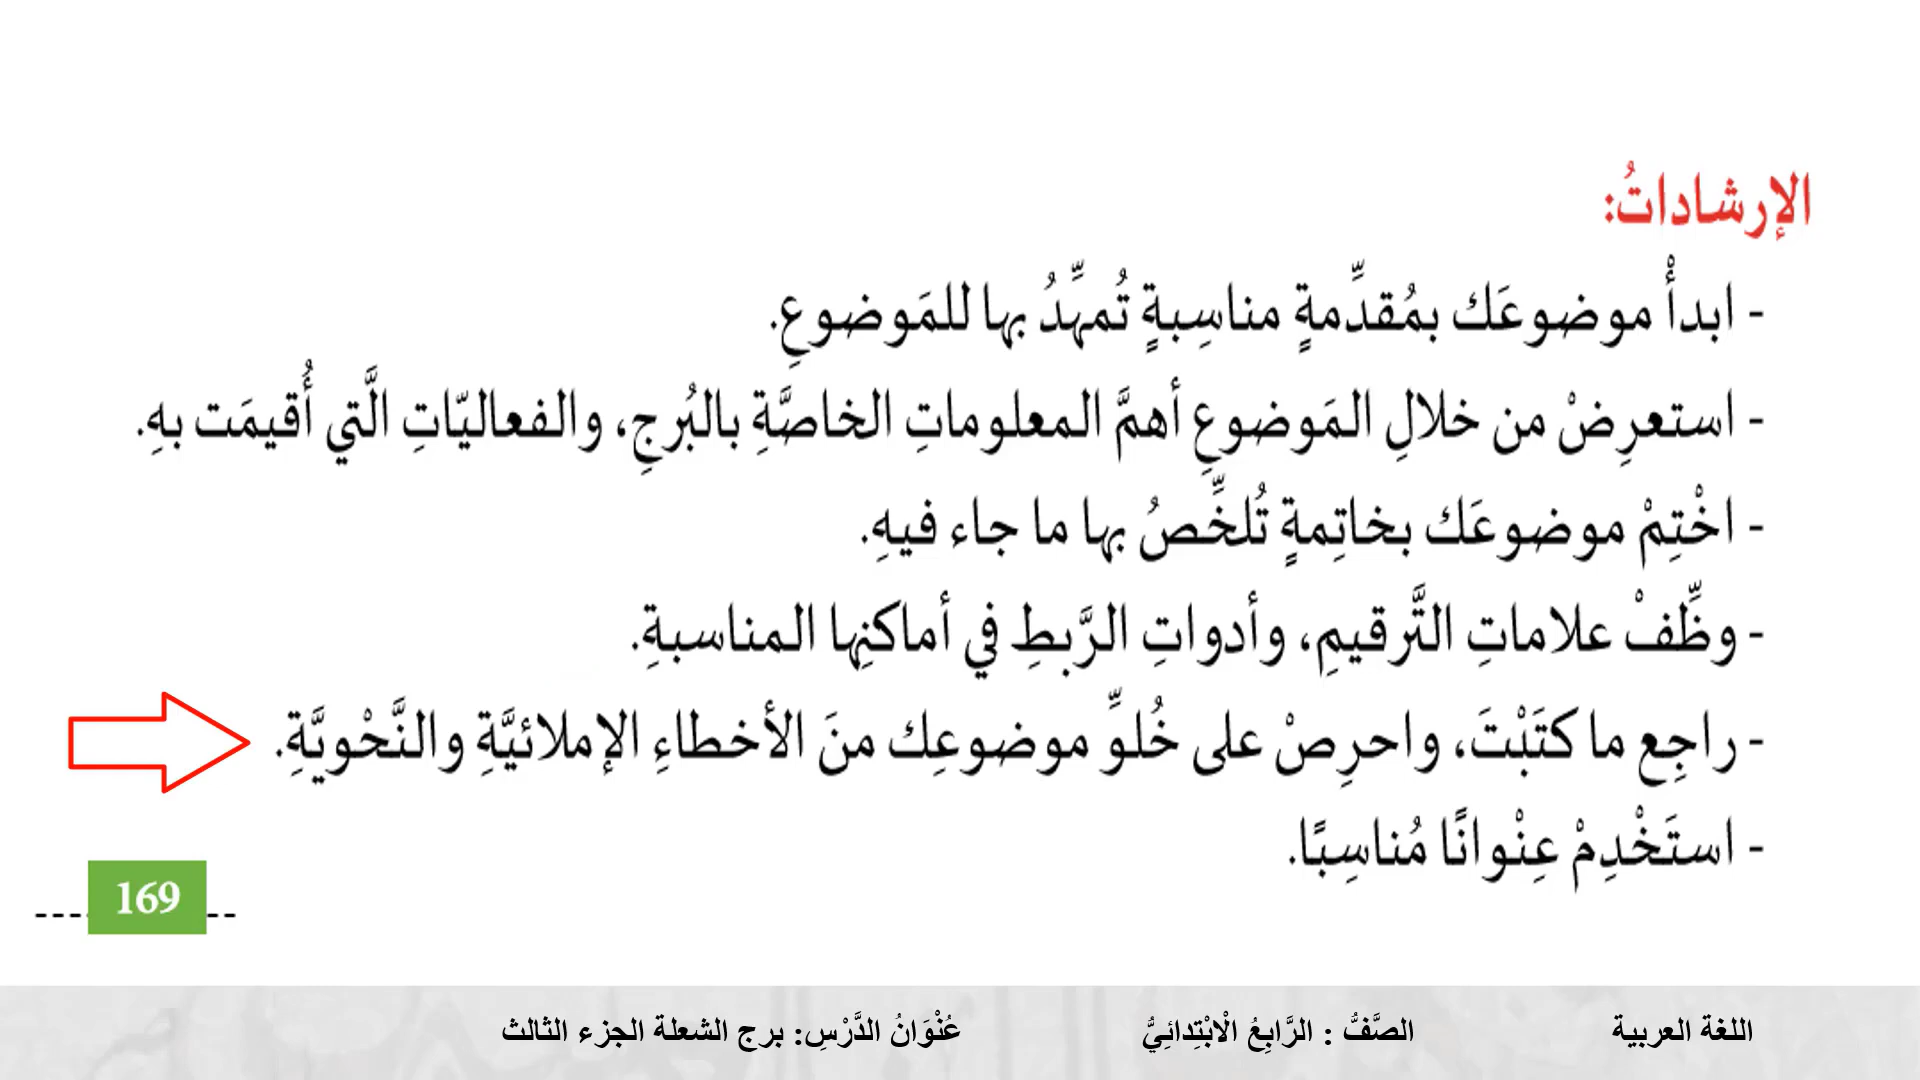 الإرشاداتُ:
- ابدأْ موضوعَك بمُقدِّمةٍ مناسِبةٍ تُمهِّدُ بها للمَوضوعِ.
- استعرِضْ من خلالِ المَوضوعِ أهمَّ المعلوماتِ الخاصَّةِ بالبُرجِ، والفعاليّاتِ الَّتي أُقيمَت بهِ.
- اخْتِمْ موضوعَك بخاتِمةٍ تُلخِّصُ بها ما جاء فيهِ.
- وظِّفْ علاماتِ التَّرقيمِ، وأدواتِ الرَّبطِ في أماكنِها المناسبةِ.
- راجِع ما كتَبْتَ، واحرِصْ على خُلوِّ موضوعِك منَ الأخطاءِ الإملائيَّةِ والنَّحْويَّةِ.
- استَخْدِمْ عِنْوانًا مُناسِبًا.
169
اللغة العربية الصَّفُّ : الرَّابِعُ الْابْتِدائِيُّ عُنْوَانُ الدَّرْسِ: برج الشعلة الجزء الثالث